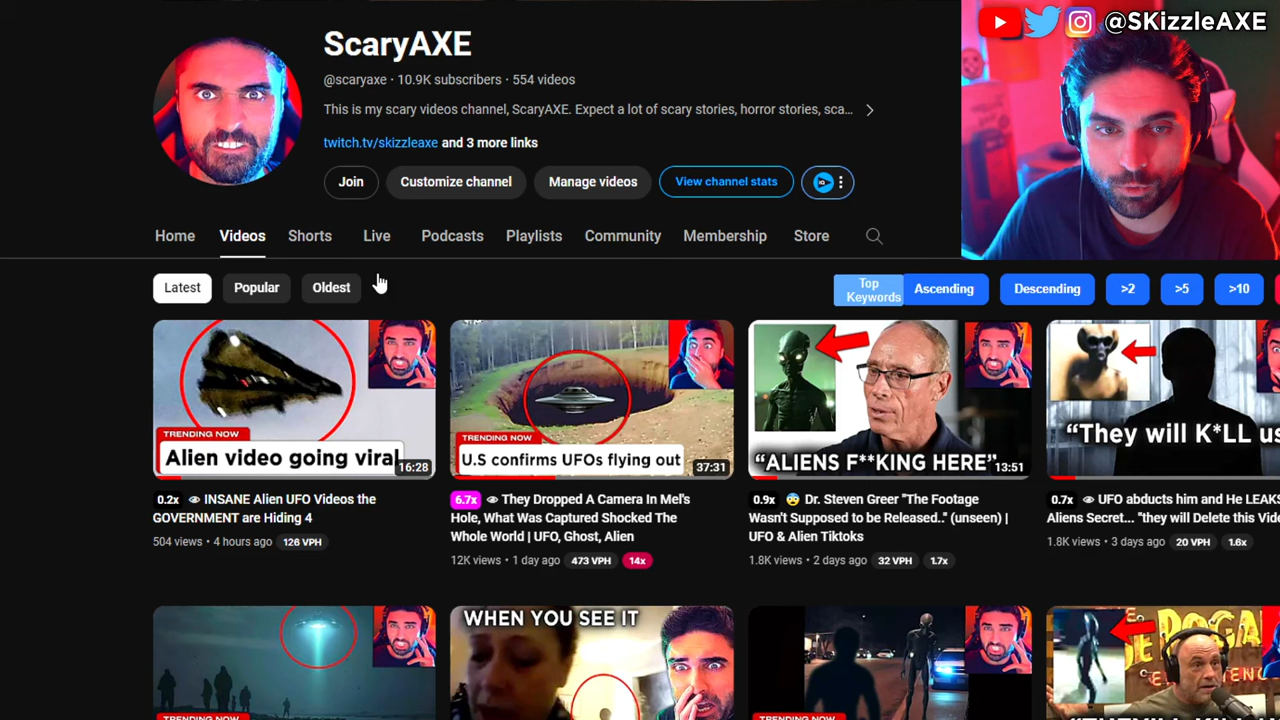 ScaryAXE
@SKizzleAXE
@scaryaxe · 10.9K subscribers · 554 videos
This is my scary videos channel, ScaryAXE. Expect a lot of scary stories, horror stories, sca...
twitch.tv/skizzleaxe and 3 more links
Join
Customize channel
Manage videos
View channel stats
Home
Videos
Shorts
Live
Podcasts
Playlists
Community
Membership
Store
Latest
Popular
Oldest
Top
Keywords
Ascending
Descending
>2
>5
>10
TRENDING NOW
Alien video going viral
16:28
0.2x 👁 INSANE Alien UFO Videos the
GOVERNMENT are Hiding 4
504 views • 4 hours ago 126 VPH
TRENDING NOW
U.S confirms UFOs flying out
37:31
6.7x 👁 They Dropped A Camera In Mel's
Hole, What Was Captured Shocked The
Whole World | UFO, Ghost, Alien
12K views • 1 day ago 473 VPH 14x
"ALIENS F**KING HERE"
13:51
0.9x 😨 Dr. Steven Greer "The Footage
Wasn't Supposed to be Released.." (unseen) |
UFO & Alien Tiktoks
1.8K views • 2 days ago 32 VPH 1.7x
"They will K*LL us
0.7x 👁 UFO abducts him and He LEAKS
Aliens Secret... "they will Delete this Vide
1.8K views • 3 days ago 20 VPH 1.6x
TRENDING NOW
WHEN YOU SEE IT
TRENDING NOW